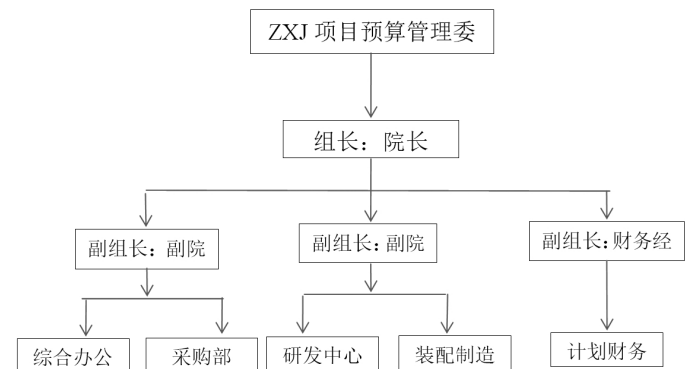 ZXJ 项目预算管理委
组长：院长
副组长：副院
副组长：副院
副组长：财务经
综合办公
采购部
研发中心
装配制造
计划财务